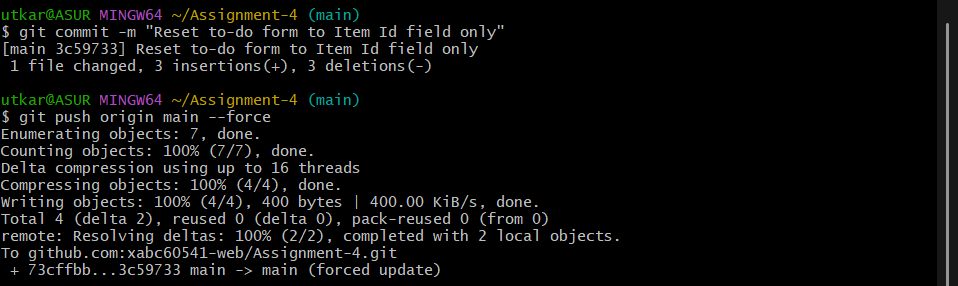 utkar@ASUR MINGW64 ~/Assignment-4 (main)
$ git commit -m "Reset to-do form to Item Id field only"
[main 3c59733] Reset to-do form to Item Id field only
 1 file changed, 3 insertions(+), 3 deletions(-)

utkar@ASUR MINGW64 ~/Assignment-4 (main)
$ git push origin main --force
Enumerating objects: 7, done.
Counting objects: 100% (7/7), done.
Delta compression using up to 16 threads
Compressing objects: 100% (4/4), done.
Writing objects: 100% (4/4), 400 bytes | 400.00 KiB/s, done.
Total 4 (delta 2), reused 0 (delta 0), pack-reused 0 (from 0)
remote: Resolving deltas: 100% (2/2), completed with 2 local objects.
To github.com:xabc60541-web/Assignment-4.git
 + 73cffbb...3c59733 main -> main (forced update)